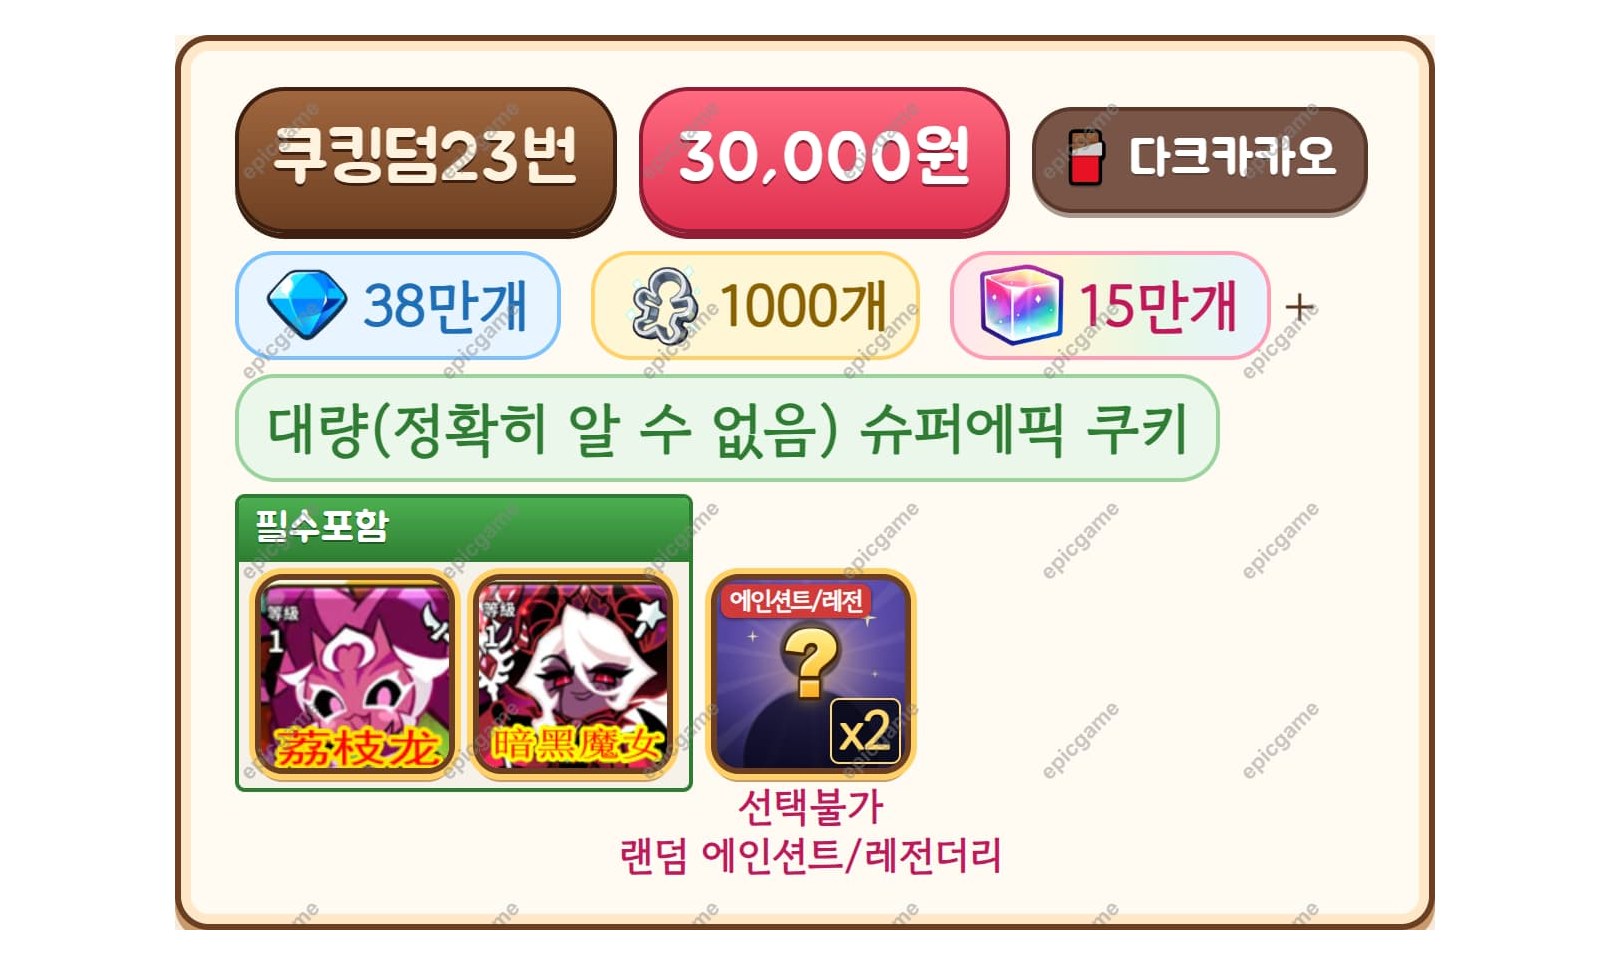 쿠킹덤23번
30,000원
다크카카오
38만개
1000개
15만개 +
대량(정확히 알 수 없음) 슈퍼에픽 쿠키
필수포함
等級
1
荔枝龙
等級
1
暗黑魔女
에인션트/레전
?
x2
선택불가
랜덤 에인션트/레전더리
epicgame